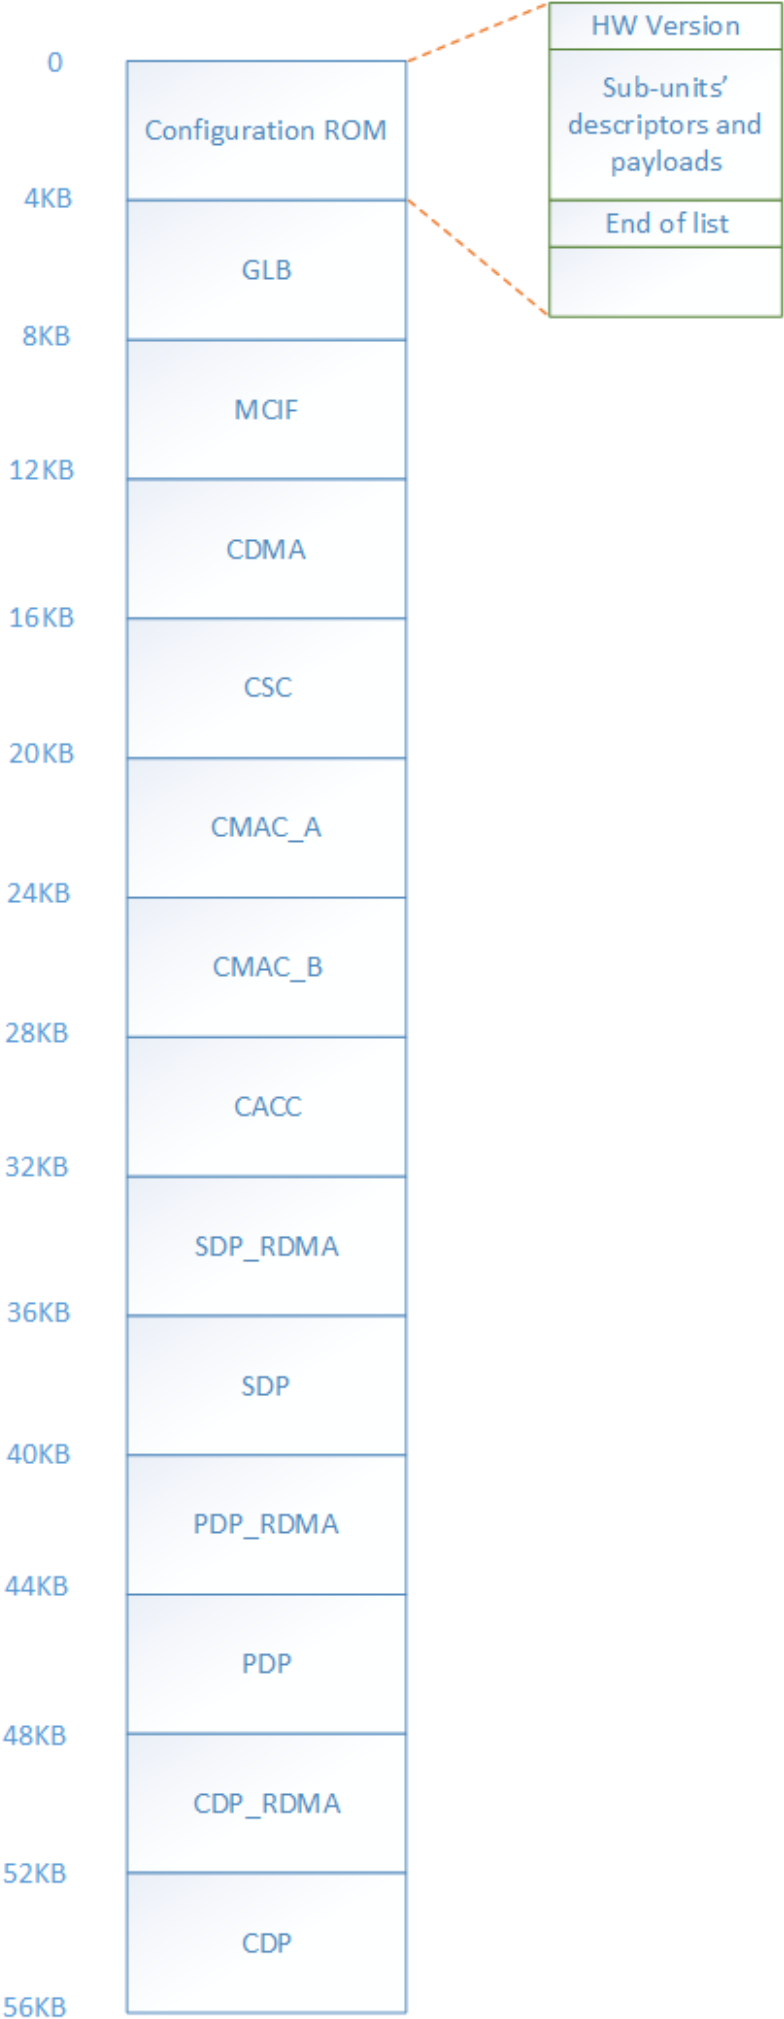 HW Version
0
Sub-units’
descriptors and
payloads
Configuration ROM
4KB
End of list
GLB
8KB
MCIF
12KB
CDMA
16KB
CSC
20KB
CMAC_A
24KB
CMAC_B
28KB
CACC
32KB
SDP_RDMA
36KB
SDP
40KB
PDP_RDMA
44KB
PDP
48KB
CDP_RDMA
52KB
CDP
56KB